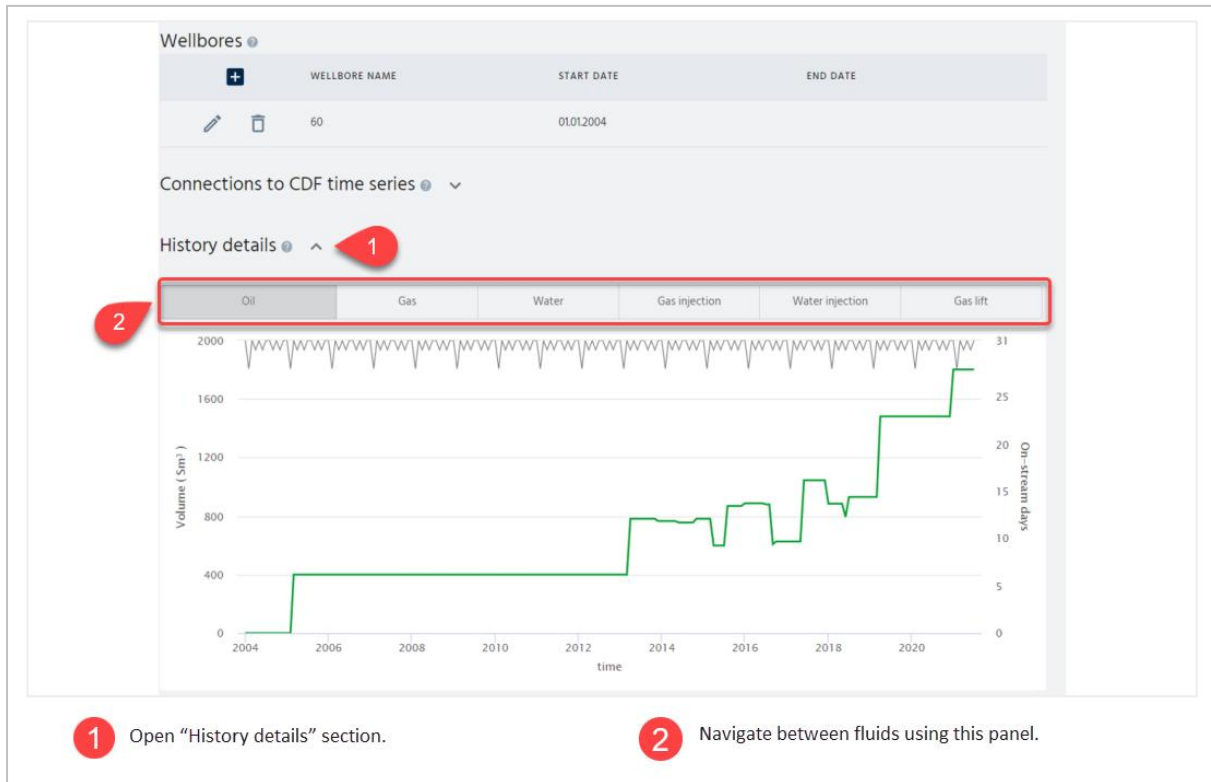 Wellbores
WELLBORE NAME START DATE END DATE
60 01.01.2004
Connections to CDF time series
History details
1
2
Oil Gas Water Gas injection Water injection Gas lift
2000 31
1600 25
1200 20
800 15
10
400
5
0 0
Volume ( Sm³ )
On-stream days
2004 2006 2008 2010 2012 2014 2016 2018 2020
time
1 Open “History details” section.
2 Navigate between fluids using this panel.